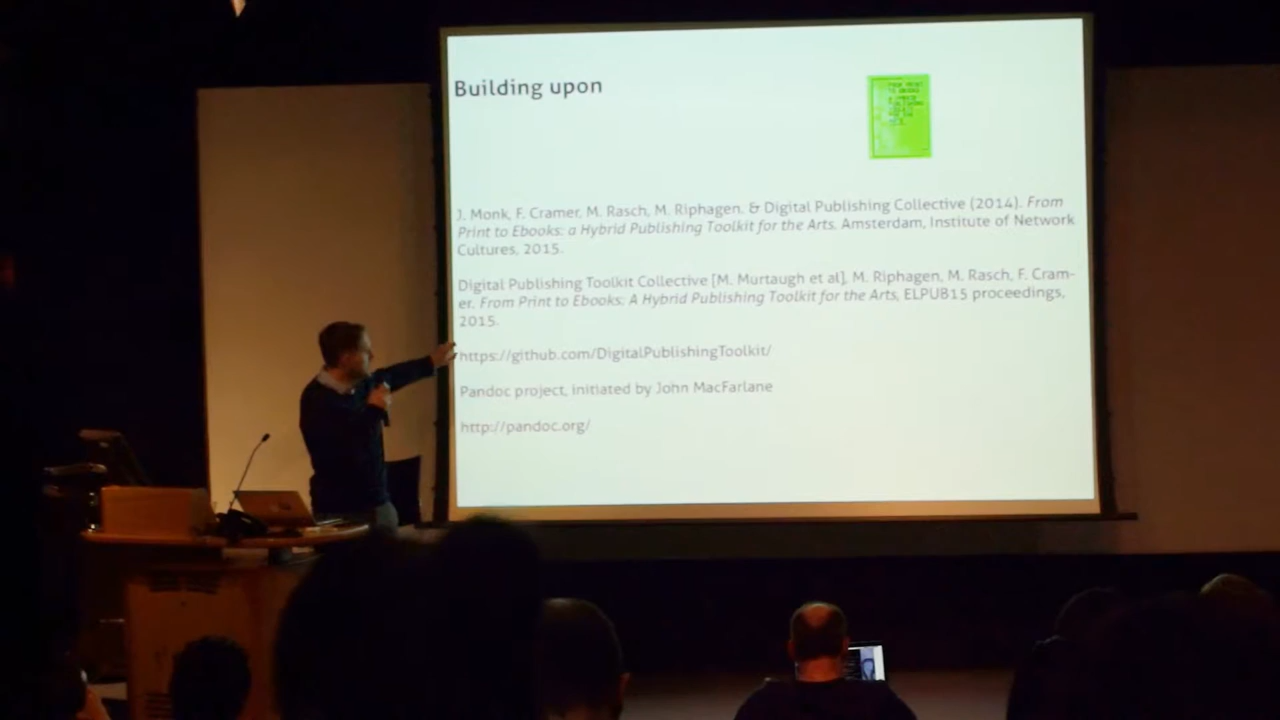 Building upon
J. Monk, F. Cramer, M. Rasch, M. Riphagen, & Digital Publishing Collective (2014). From
Print to Ebooks: a Hybrid Publishing Toolkit for the Arts. Amsterdam, Institute of Network
Cultures, 2015.
Digital Publishing Toolkit Collective [M. Murtaugh et al], M. Riphagen, M. Rasch, F. Cram-
er. From Print to Ebooks: A Hybrid Publishing Toolkit for the Arts, ELPUB15 proceedings,
2015.
https://github.com/DigitalPublishingToolkit/
Pandoc project, initiated by John MacFarlane
http://pandoc.org/